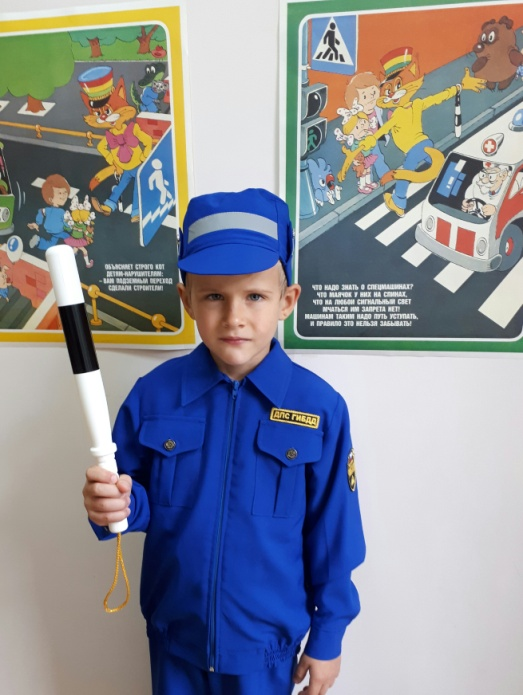 ОБЪЯСНЯЕТ СТРОГО КОТ
ДЕТЯМ-НАРУШИТЕЛЯМ:
- ВАМ ПОДЗЕМНЫЙ ПЕРЕХОД
СДЕЛАЛИ СТРОИТЕЛИ!
ЧТО НАДО ЗНАТЬ О СПЕЦМАШИНАХ?
ЧТО МАЯЧОК У НИХ НА СПИНАХ,
ЧТО НА ЛЮБОЙ СИГНАЛЬНЫЙ СВЕТ
МЧАТЬСЯ ИМ ЗАПРЕТА НЕТ!
МАШИНАМ ТАКИМ НАДО ПУТЬ УСТУПАТЬ,
И ПРАВИЛО ЭТО НЕЛЬЗЯ ЗАБЫВАТЬ!
ДПС ГИБДД